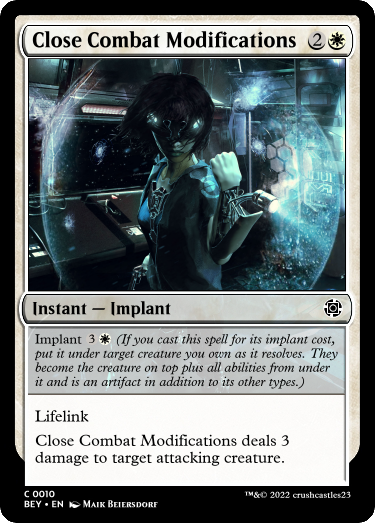 Close Combat Modifications 2
Instant — Implant
Implant 3 (If you cast this spell for its implant cost,
put it under target creature you own as it resolves. They
become the creature on top plus all abilities from under
it and is an artifact in addition to its other types.)
Lifelink
Close Combat Modifications deals 3
damage to target attacking creature.
C 0010
BEY • EN Maik Beiersdorf
™&© 2022 crushcastles23